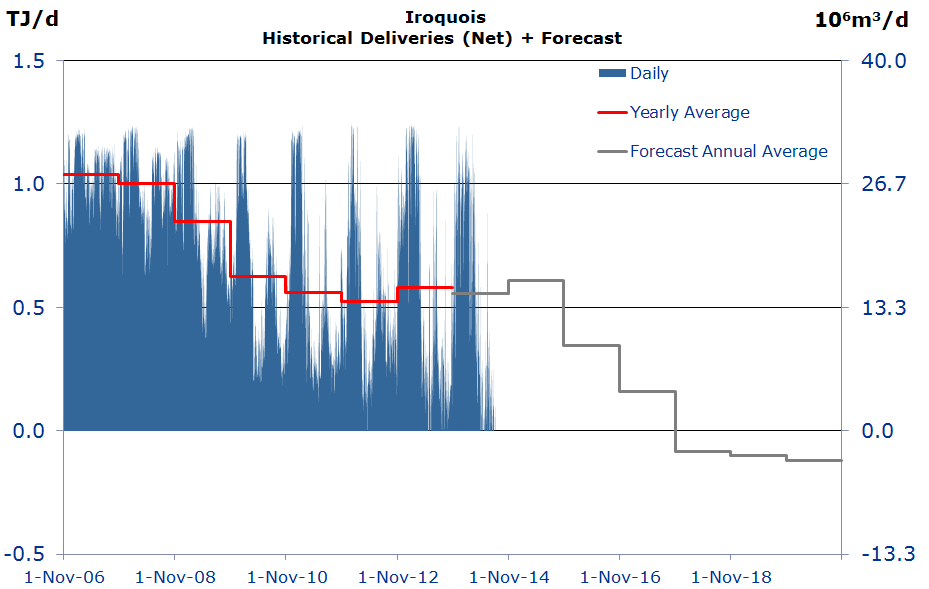 TJ/d
Iroquois
10⁶m³/d
Historical Deliveries (Net) + Forecast
1.5
40.0
Daily
Yearly Average
Forecast Annual Average
1.0
26.7
0.5
13.3
0.0
0.0
-0.5
-13.3
1-Nov-06 1-Nov-08 1-Nov-10 1-Nov-12 1-Nov-14 1-Nov-16 1-Nov-18